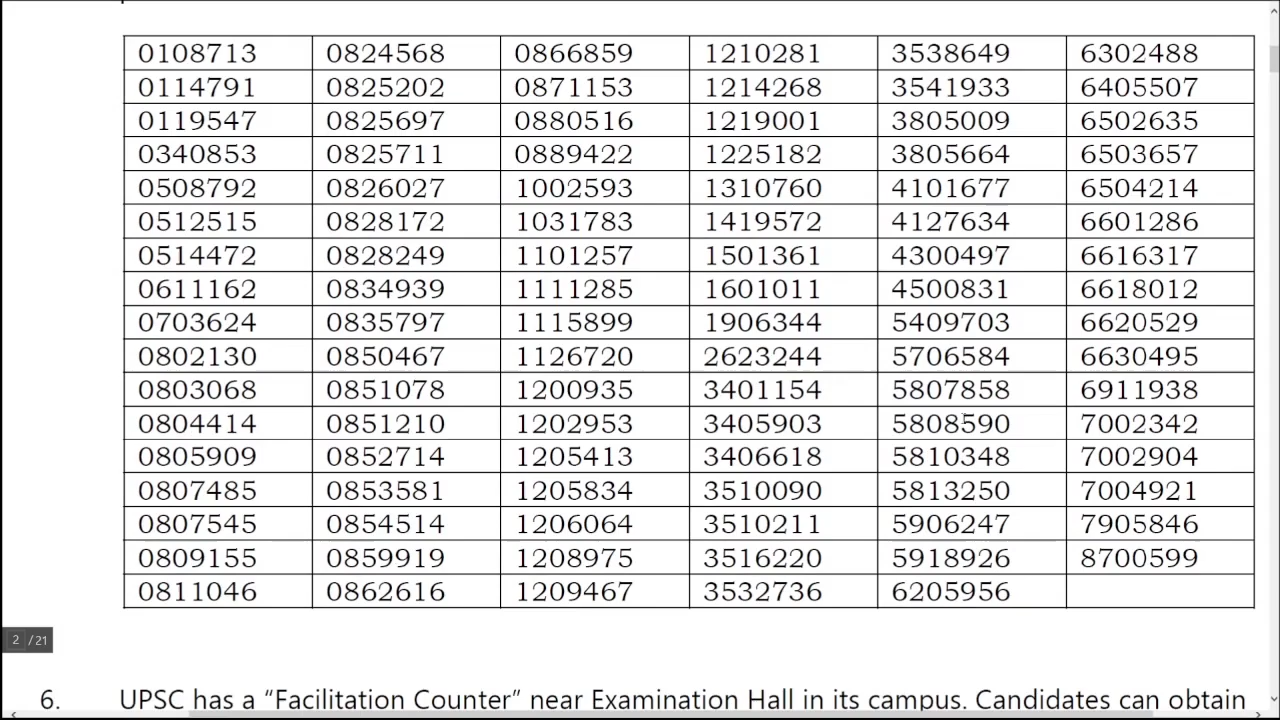 0108713 0824568 0866859 1210281 3538649 6302488
0114791 0825202 0871153 1214268 3541933 6405507
0119547 0825697 0880516 1219001 3805009 6502635
0340853 0825711 0889422 1225182 3805664 6503657
0508792 0826027 1002593 1310760 4101677 6504214
0512515 0828172 1031783 1419572 4127634 6601286
0514472 0828249 1101257 1501361 4300497 6616317
0611162 0834939 1111285 1601011 4500831 6618012
0703624 0835797 1115899 1906344 5409703 6620529
0802130 0850467 1126720 2623244 5706584 6630495
0803068 0851078 1200935 3401154 5807858 6911938
0804414 0851210 1202953 3405903 5808590 7002342
0805909 0852714 1205413 3406618 5810348 7002904
0807485 0853581 1205834 3510090 5813250 7004921
0807545 0854514 1206064 3510211 5906247 7905846
0809155 0859919 1208975 3516220 5918926 8700599
0811046 0862616 1209467 3532736 6205956
2 /21
6. UPSC has a “Facilitation Counter” near Examination Hall in its campus. Candidates can obtain